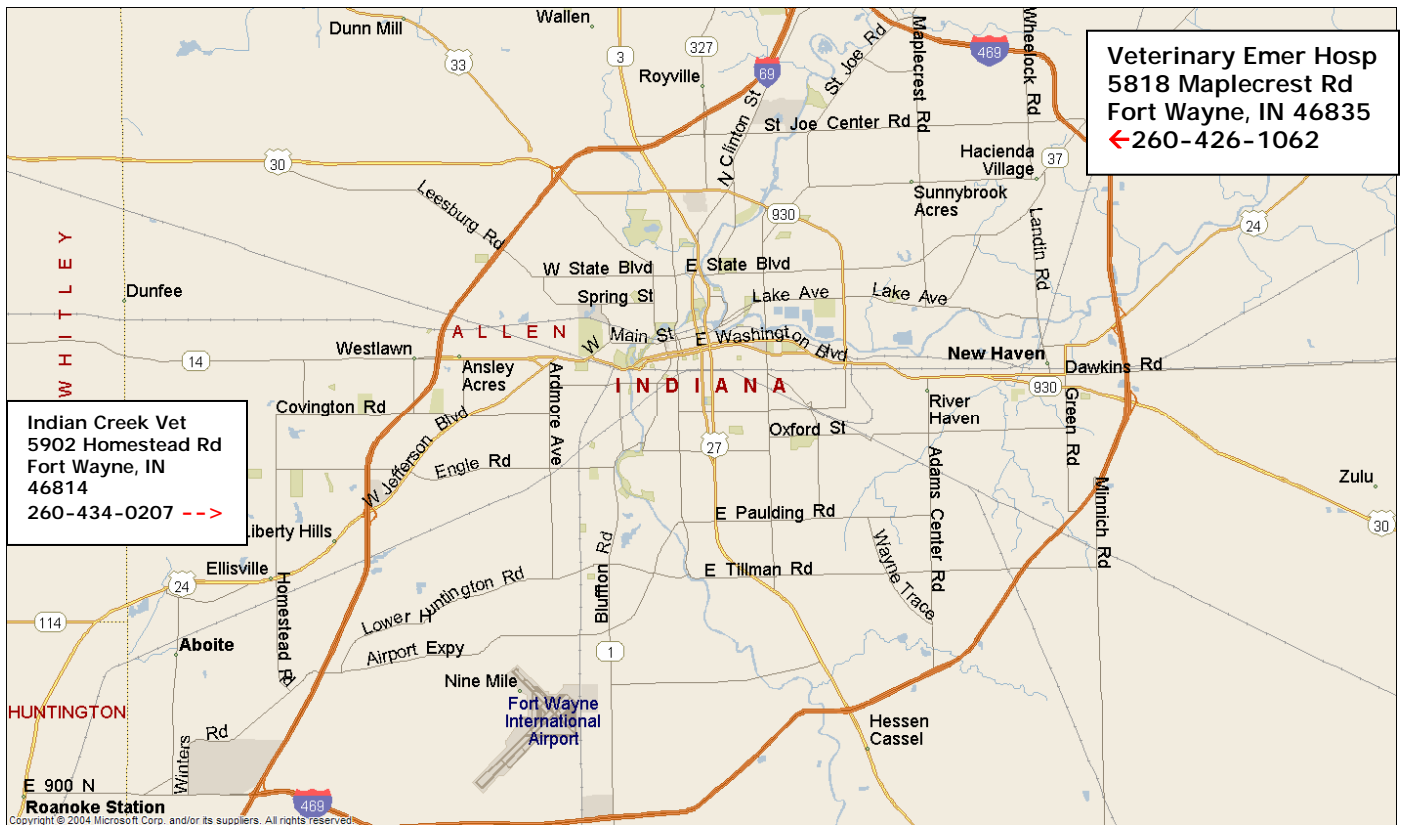 Wallen
Dunn Mill
33
3
327
Royville
69
St Joe Rd
Maplecrest Rd
469
Wheelock Rd
Veterinary Emer Hosp
5818 Maplecrest Rd
Fort Wayne, IN 46835
←260-426-1062
N Clinton St
St Joe Center Rd
Hacienda
Village
37
30
Leesburg Rd
Sunnybrook
Acres
930
Landin Rd
24
WHITLEY
Dunfee
W State Blvd
E State Blvd
Spring St
Lake Ave
Lake Ave
ALLEN
W Main St
E Washington Blvd
14
Westlawn
Ansley
Acres
New Haven
Dawkins Rd
INDIANA
930
River
Haven
Green Rd
Covington Rd
Ardmore Ave
Indian Creek Vet
5902 Homestead Rd
Fort Wayne, IN
46814
260-434-0207 -->
W Jefferson Blvd
Engle Rd
Oxford St
27
Adams Center Rd
Minnich Rd
Zulu
30
E Paulding Rd
Liberty Hills
Ellisville
24
Homestead Rd
Lower Huntington Rd
Bluffton Rd
E Tillman Rd
Wayne Trace
114
Aboite
Airport Expy
1
Nine Mile
Fort Wayne
International
Airport
HUNTINGTON
Winters Rd
Hessen
Cassel
E 900 N
Roanoke Station
469
Copyright © 2004 Microsoft Corp. and/or its suppliers. All rights reserved.